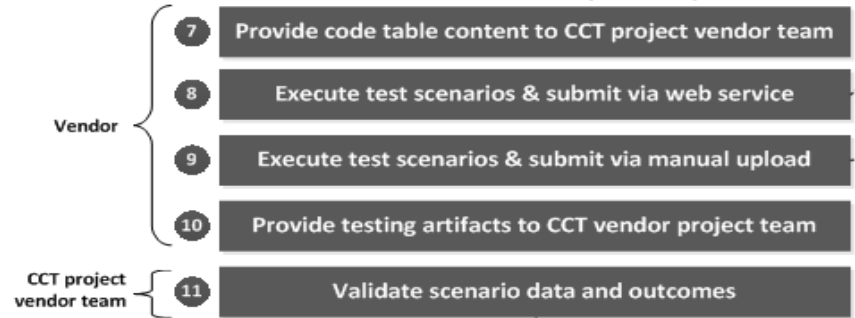 7 Provide code table content to CCT project vendor team
8 Execute test scenarios & submit via web service
Vendor
9 Execute test scenarios & submit via manual upload
10 Provide testing artifacts to CCT vendor project team
CCT project
vendor team
11 Validate scenario data and outcomes